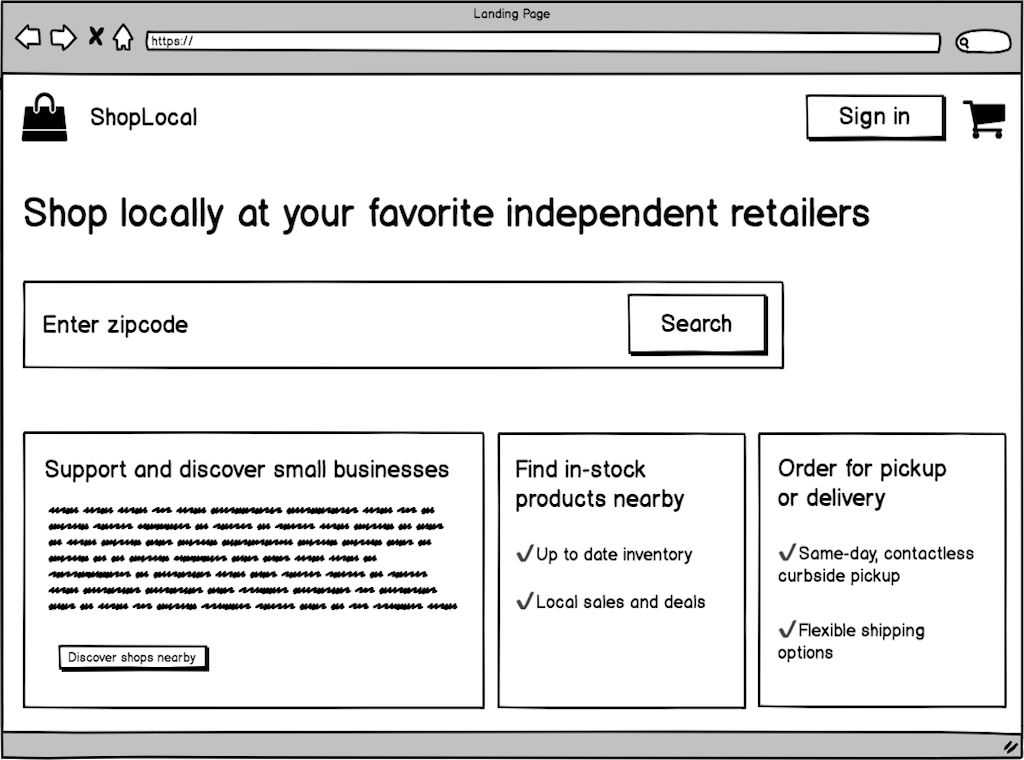 Landing Page
https://
ShopLocal
Sign in
Shop locally at your favorite independent retailers
Enter zipcode
Search
Support and discover small businesses
Discover shops nearby
Find in-stock
products nearby
✓Up to date inventory
✓Local sales and deals
Order for pickup
or delivery
✓Same-day, contactless
curbside pickup
✓Flexible shipping
options